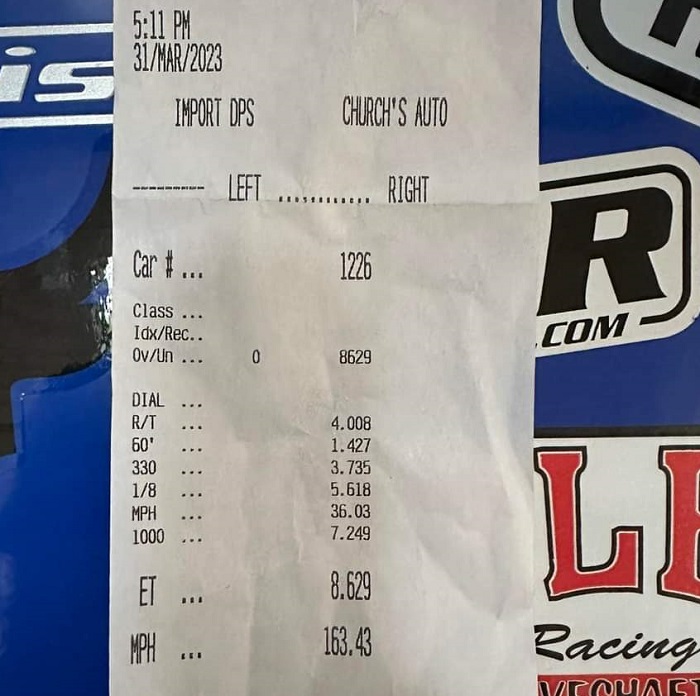 5:11 PM
31/MAR/2023
IMPORT DPS CHURCH'S AUTO
--------- LEFT ............ RIGHT
Car # ... 1226
Class ...
Idx/Rec..
Ov/Un ... 0 8629
DIAL ...
R/T ... 4.008
60' ... 1.427
330 ... 3.735
1/8 ... 5.618
MPH ... 36.03
1000 ... 7.249
ET ... 8.629
MPH ... 163.43
is
R
.COM
Racing